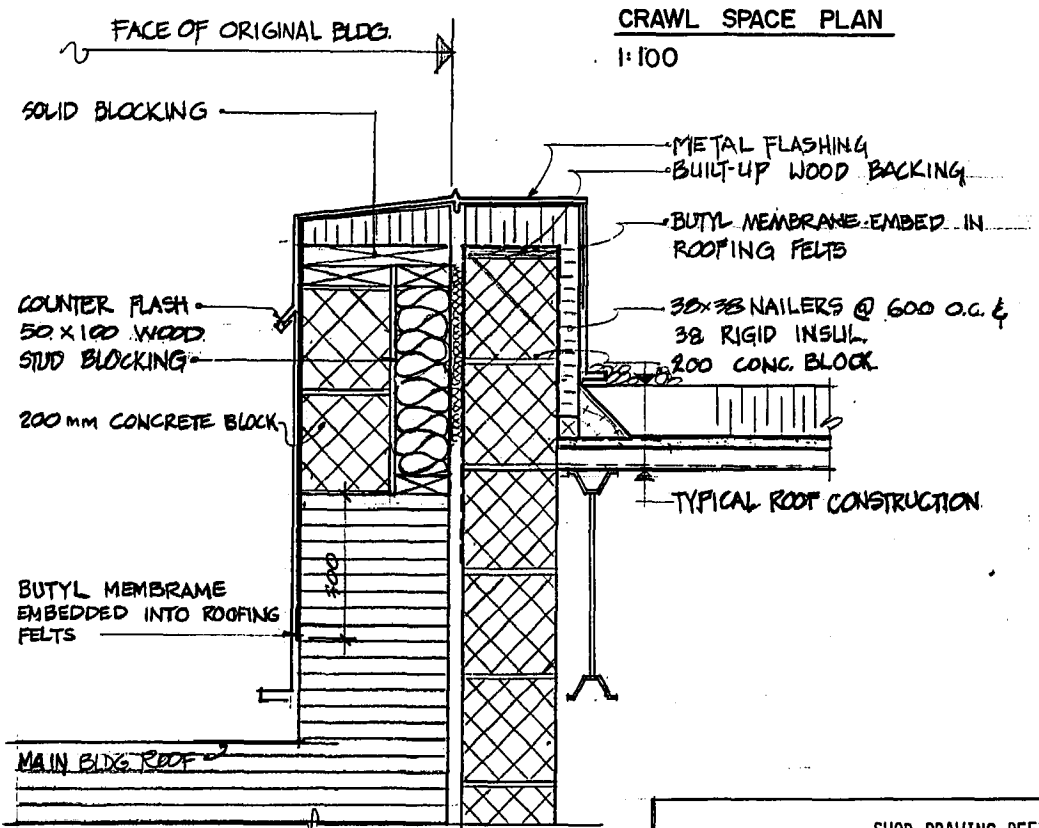 FACE OF ORIGINAL BLDG.
CRAWL SPACE PLAN
1:100
SOLID BLOCKING
METAL FLASHING
BUILT-UP WOOD BACKING
BUTYL MEMBRANE EMBED IN
ROOFING FELTS
COUNTER FLASH
50 X 100 WOOD
STUD BLOCKING
38x38 NAILERS @ 600 O.C. &
38 RIGID INSUL.
200 CONC. BLOCK
200 mm CONCRETE BLOCK
TYPICAL ROOF CONSTRUCTION
400
BUTYL MEMBRAME
EMBEDDED INTO ROOFING
FELTS
MAIN BLDG ROOF